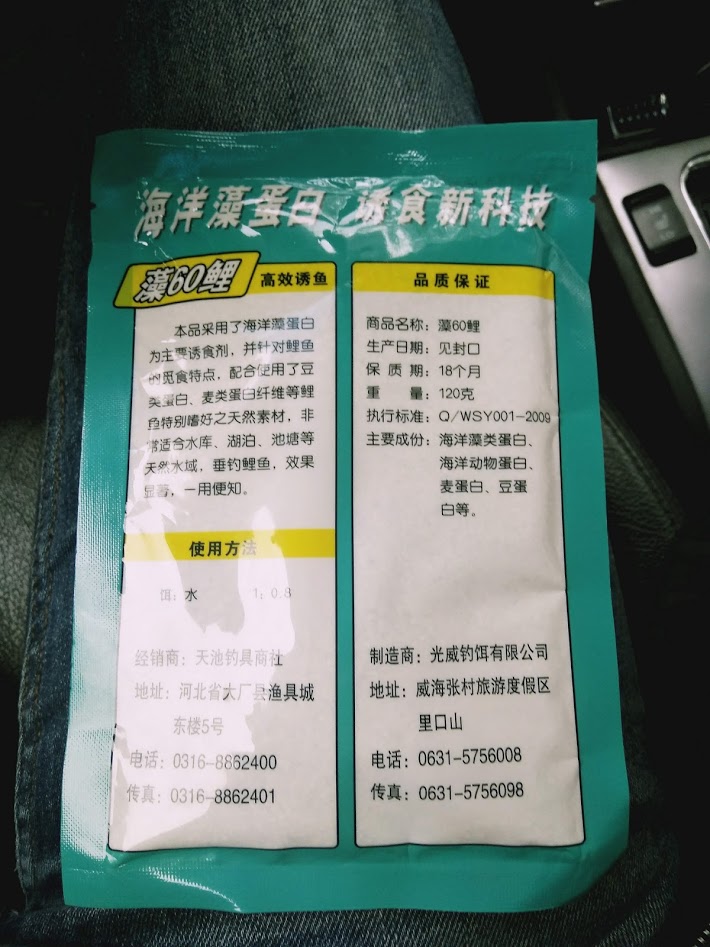 海洋藻蛋白 诱食新科技
藻60鲤 高效诱鱼
本品采用了海洋藻蛋白
为主要诱食剂，并针对鲤鱼
的觅食特点，配合使用了豆
类蛋白、麦类蛋白纤维等鲤
鱼特别嗜好之天然素材，非
常适合水库、湖泊、池塘等
天然水域，垂钓鲤鱼，效果
显著，一用便知。
使用方法
饵：水 1：0.8
经销商：天池钓具商社
地址：河北省大厂县渔具城
东楼5号
电话：0316-8862400
传真：0316-8862401
品质保证
商品名称：藻60鲤
生产日期：见封口
保质期：18个月
重量：120克
执行标准：Q/WSY001-2009
主要成份：海洋藻类蛋白、
海洋动物蛋白、
麦蛋白、豆蛋
白等。
制造商：光威钓饵有限公司
地址：威海张村旅游度假区
里口山
电话：0631-5756008
传真：0631-5756098